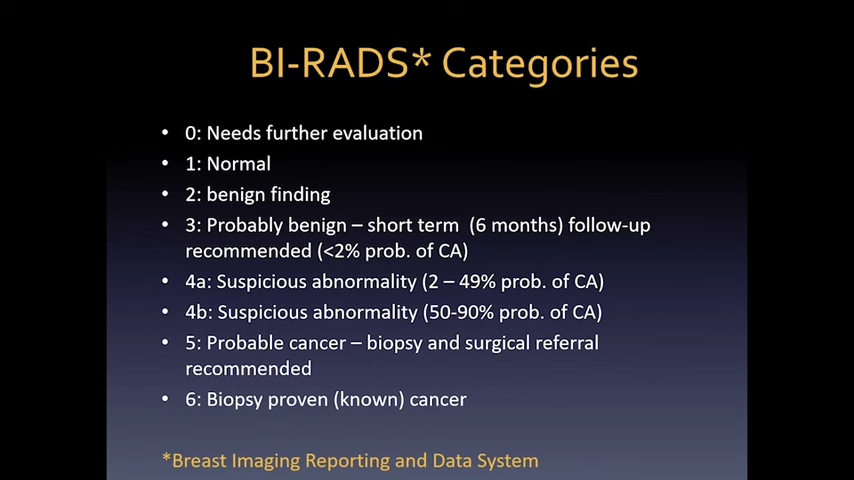 BI-RADS* Categories
• 0: Needs further evaluation
• 1: Normal
• 2: benign finding
• 3: Probably benign – short term (6 months) follow-up
recommended (<2% prob. of CA)
• 4a: Suspicious abnormality (2 – 49% prob. of CA)
• 4b: Suspicious abnormality (50-90% prob. of CA)
• 5: Probable cancer – biopsy and surgical referral
recommended
• 6: Biopsy proven (known) cancer
*Breast Imaging Reporting and Data System